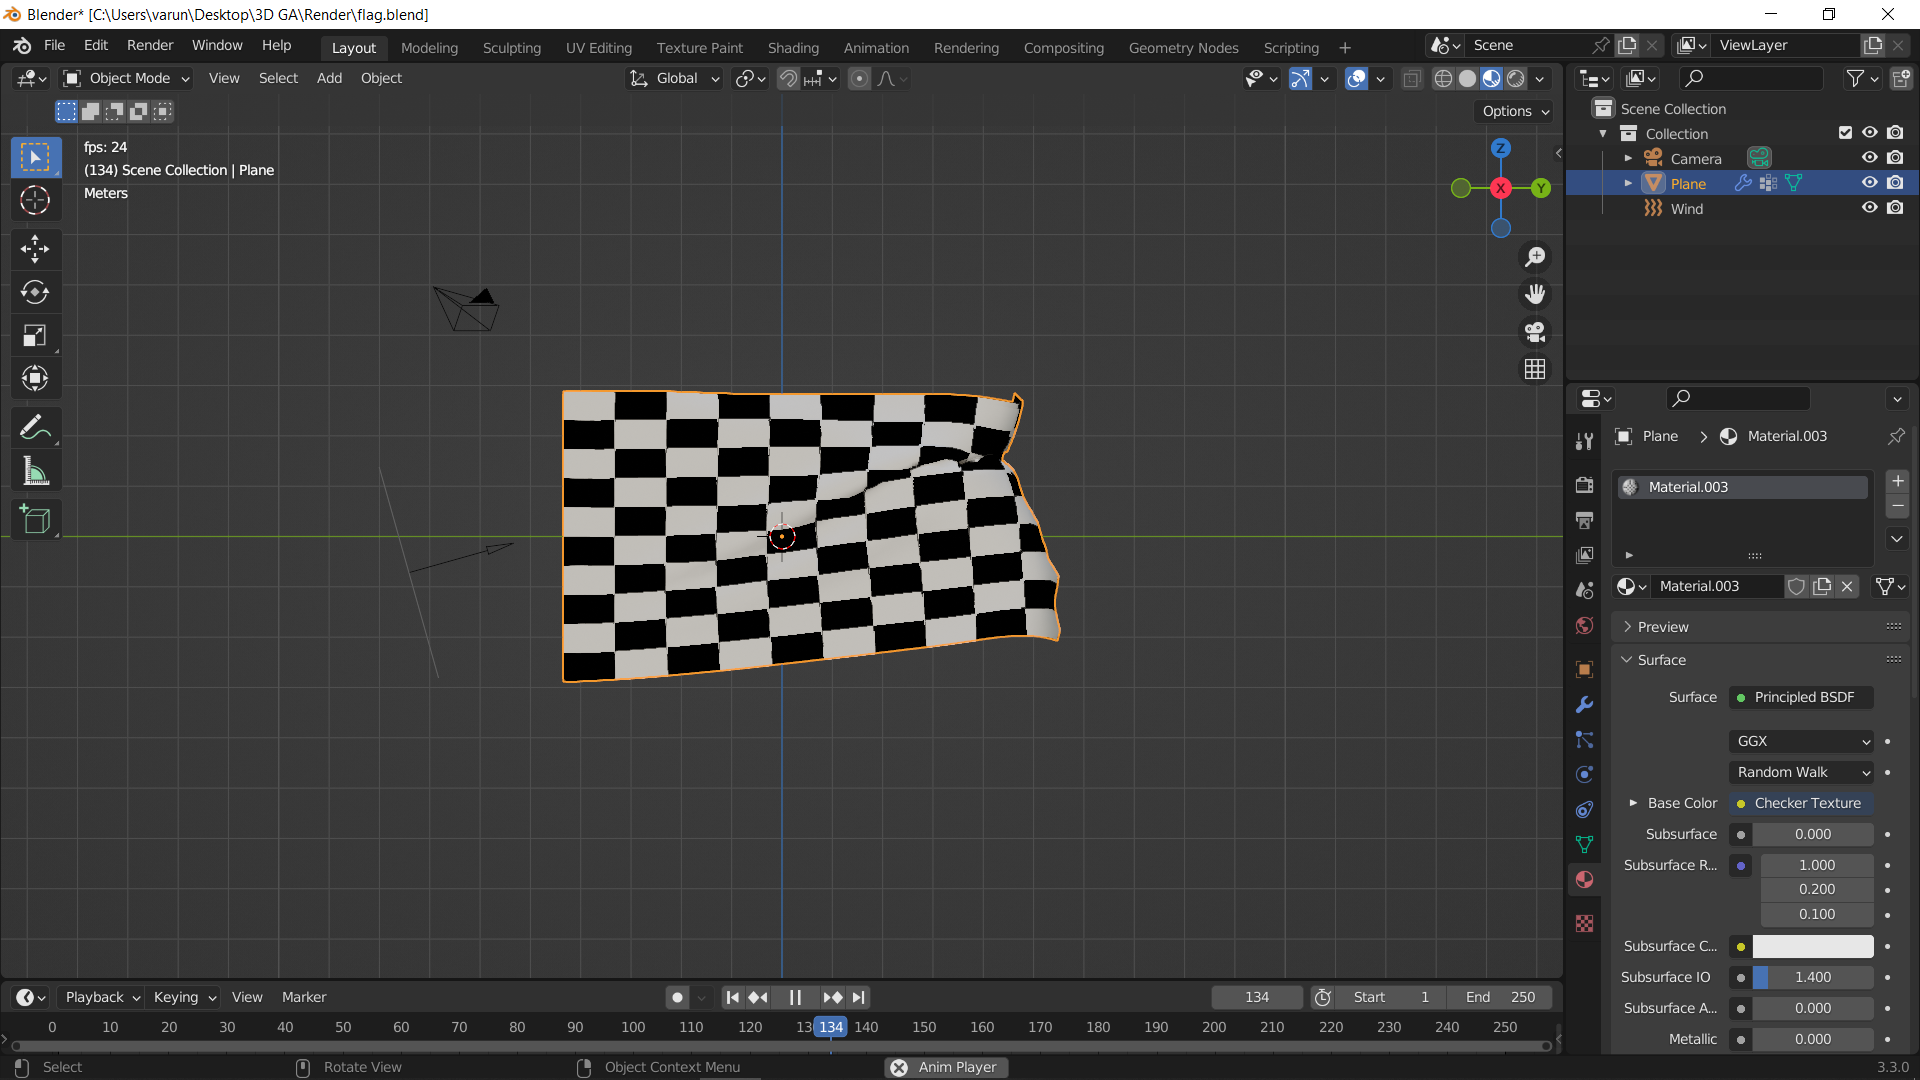 Blender* [C:\Users\varun\Desktop\3D GA\Render\flag.blend]
File Edit Render Window Help Layout Modeling Sculpting UV Editing Texture Paint Shading Animation Rendering Compositing Geometry Nodes Scripting + Scene ViewLayer
Object Mode View Select Add Object Global
Options
fps: 24
(134) Scene Collection | Plane
Meters
Z
X
Y
Scene Collection
Collection
Camera
Plane
Wind
Plane > Material.003
Material.003
Material.003
Preview
Surface
Surface Principled BSDF
GGX
Random Walk
Base Color Checker Texture
Subsurface 0.000
Subsurface R... 1.000
0.200
0.100
Subsurface C...
Subsurface IO 1.400
Subsurface A... 0.000
Metallic 0.000
Playback Keying View Marker 134 Start 1 End 250
0 10 20 30 40 50 60 70 80 90 100 110 120 13 134 140 150 160 170 180 190 200 210 220 230 240 250
Select Rotate View Object Context Menu Anim Player 3.3.0